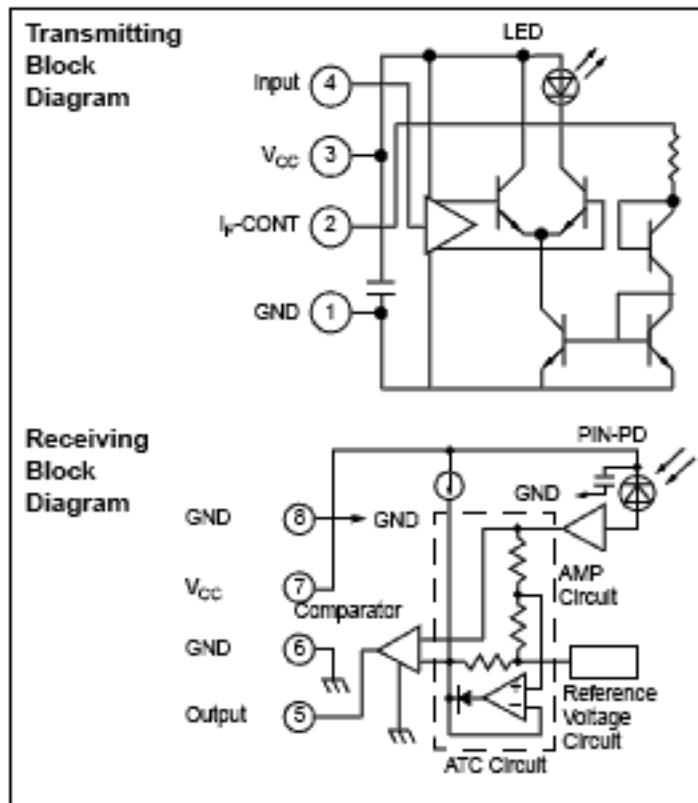 Transmitting
Block
Diagram
LED
Input 4
VCC 3
IF-CONT 2
GND 1
Receiving
Block
Diagram
PIN-PD
GND
GND 8 GND
VCC 7
AMP
Circuit
Comparator
GND 6
+
−
Reference
Voltage
Circuit
Output 5
ATC Circuit